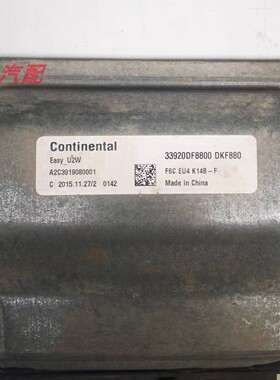 汽配
Continental
Easy_U2W
A2C3919080001
C 2015.11.27/2 0142
33920DF8800 DKF880
F6C.EU4 K14B-F
Made in China